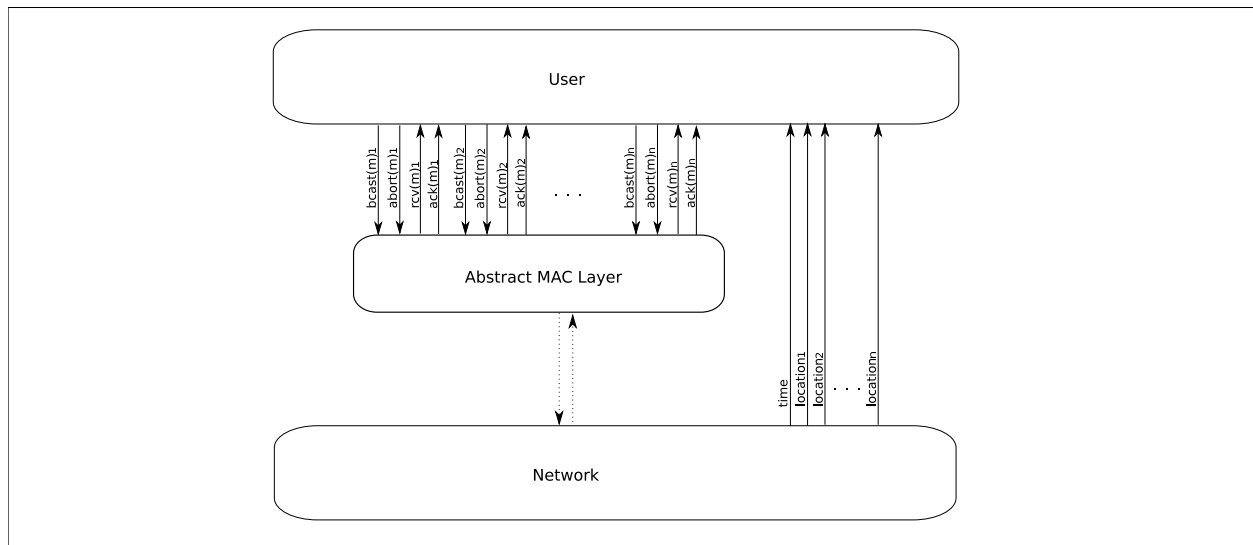 User
bcast(m)1
abort(m)1
rcv(m)1
ack(m)1
bcast(m)2
abort(m)2
rcv(m)2
ack(m)2
. . .
bcast(m)n
abort(m)n
rcv(m)n
ack(m)n
Abstract MAC Layer
time
location1
location2
. . .
locationn
Network